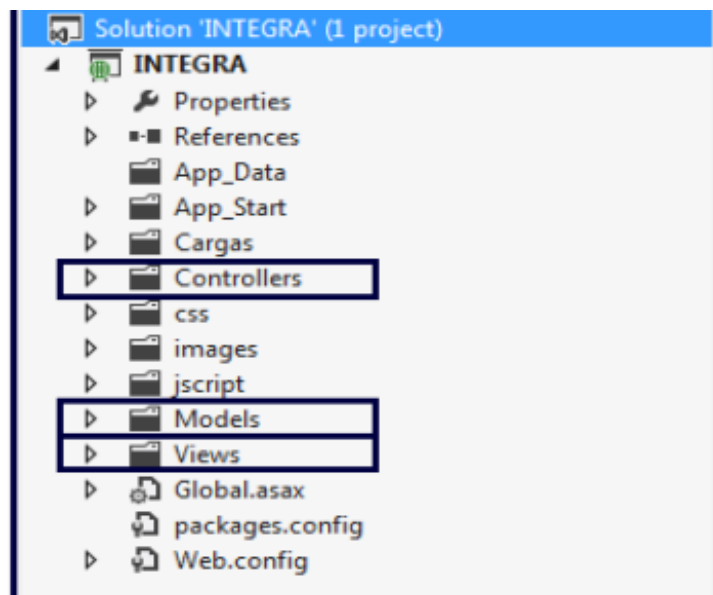 Solution 'INTEGRA' (1 project)
INTEGRA
Properties
References
App_Data
App_Start
Cargas
Controllers
css
images
jscript
Models
Views
Global.asax
packages.config
Web.config